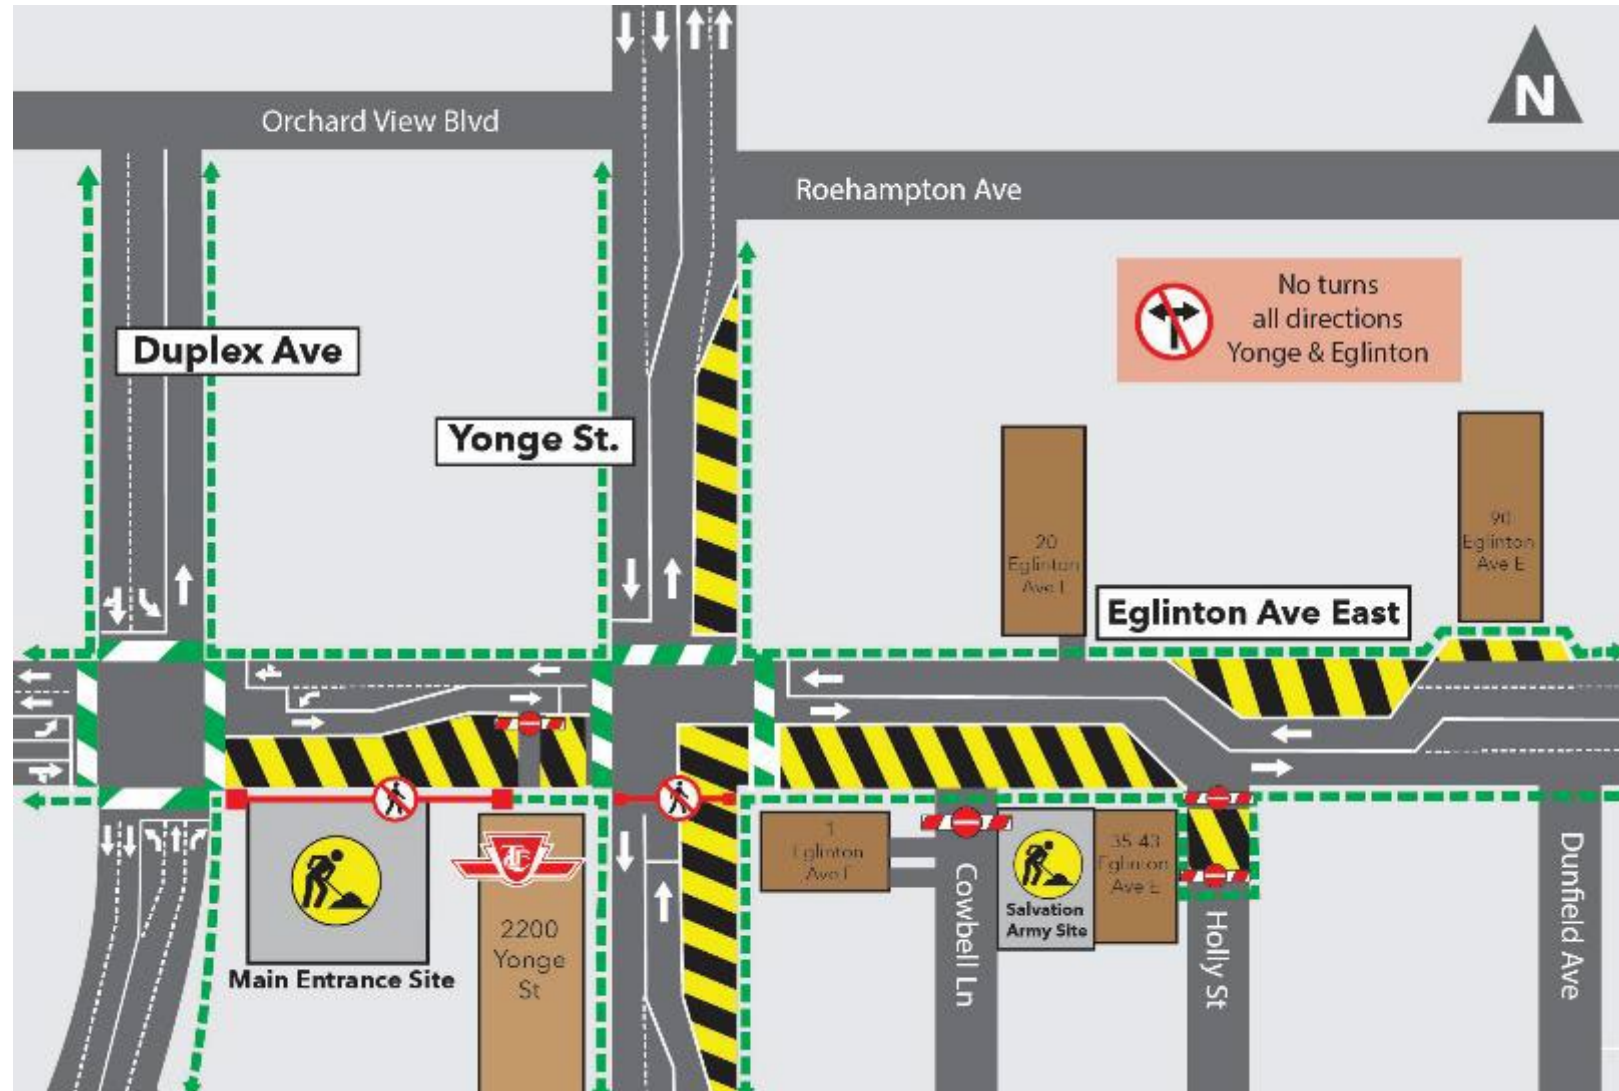 N
Orchard View Blvd
Roehampton Ave
No turns
all directions
Yonge & Eglinton
Duplex Ave
Yonge St.
20
Eglinton
Ave E
90
Eglinton
Ave E
Eglinton Ave East
1
Eglinton
Ave E
35-43
Eglinton
Ave E
Salvation
Army Site
Main Entrance Site
2200
Yonge
St
Cowbell Ln
Holly St
Dunfield Ave